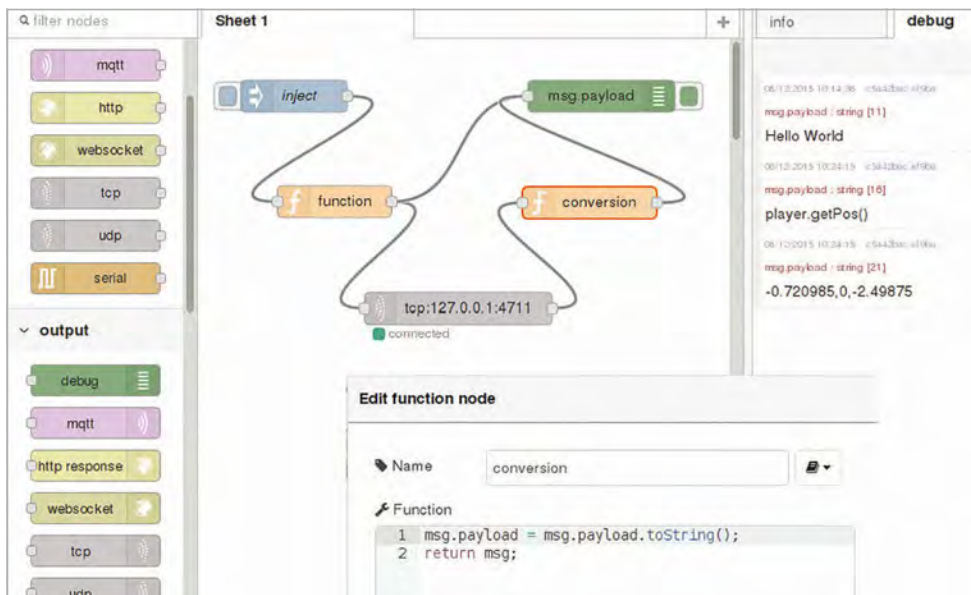 filter nodes
mqtt
http
websocket
tcp
udp
serial
output
debug
mqtt
http response
websocket
tcp
udp
Sheet 1
+
inject
msg.payload
function
conversion
tcp:127.0.0.1:4711
connected
Edit function node
Name
conversion
Function
1 msg.payload = msg.payload.toString();
2 return msg;
info
debug
msg.payload : string [11]
Hello World
msg.payload : string [16]
player.getPos()
msg.payload : string [21]
-0.720985,0,-2.49875